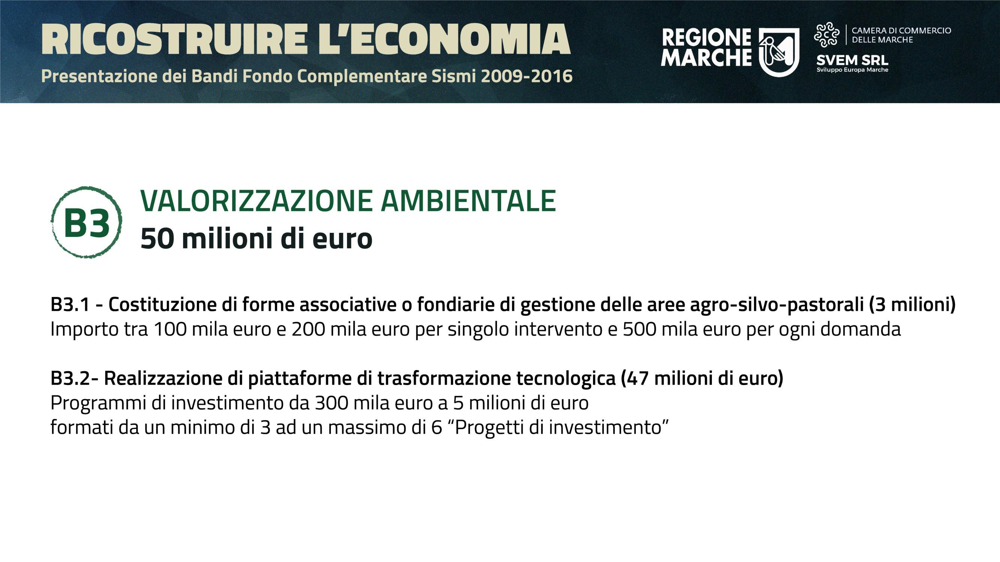 RICOSTRUIRE L’ECONOMIA
Presentazione dei Bandi Fondo Complementare Sismi 2009-2016
REGIONE
MARCHE
CAMERA DI COMMERCIO
DELLE MARCHE
SVEM SRL
Sviluppo Europa Marche
B3
VALORIZZAZIONE AMBIENTALE
50 milioni di euro
B3.1 - Costituzione di forme associative o fondiarie di gestione delle aree agro-silvo-pastorali (3 milioni)
Importo tra 100 mila euro e 200 mila euro per singolo intervento e 500 mila euro per ogni domanda
B3.2- Realizzazione di piattaforme di trasformazione tecnologica (47 milioni di euro)
Programmi di investimento da 300 mila euro a 5 milioni di euro
formati da un minimo di 3 ad un massimo di 6 “Progetti di investimento”